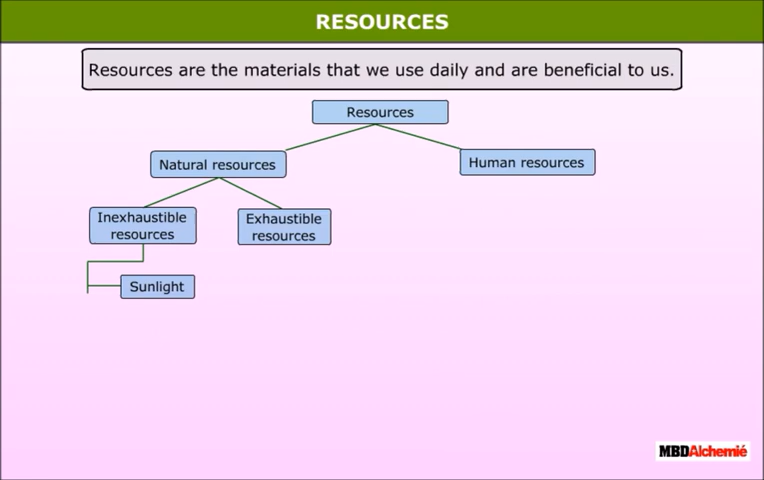 RESOURCES
Resources are the materials that we use daily and are beneficial to us.
Resources
Natural resources
Human resources
Inexhaustible
resources
Exhaustible
resources
Sunlight
MBDAlchemié